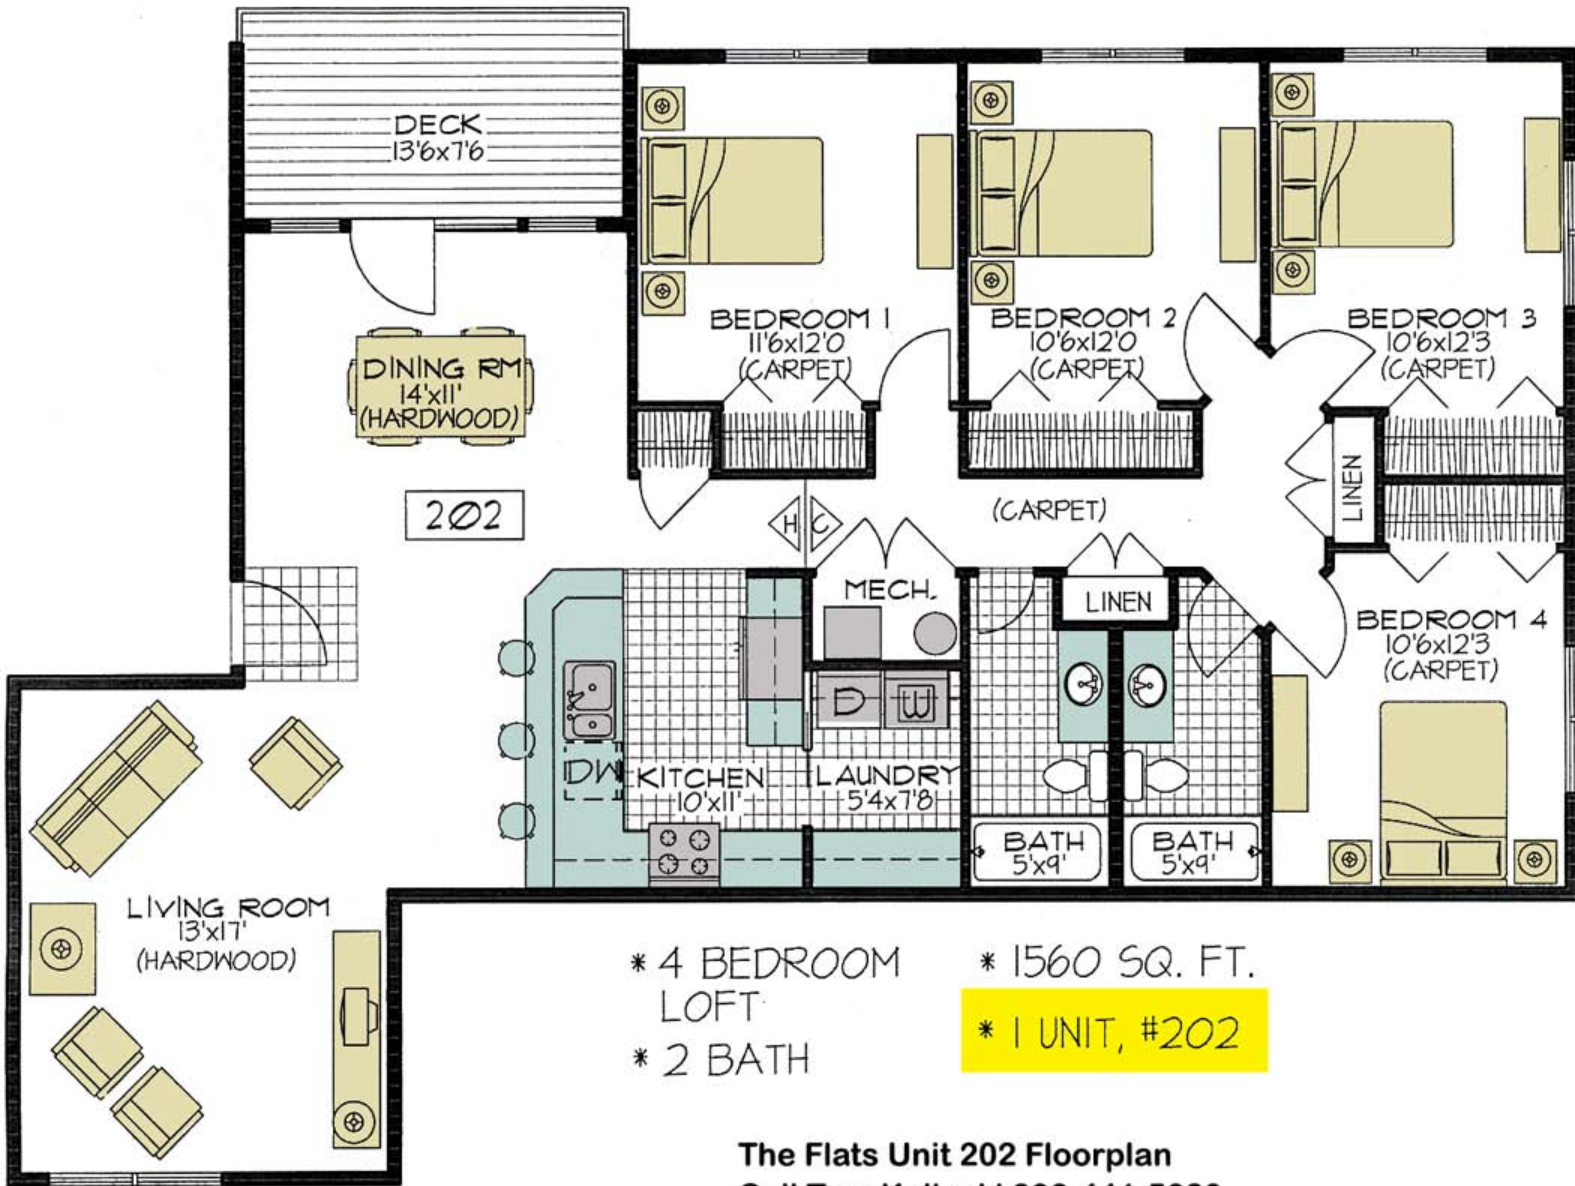 DECK
13'6x7'6
BEDROOM 1
11'6x12'0
(CARPET)
BEDROOM 2
10'6x12'0
(CARPET)
BEDROOM 3
10'6x12'3
(CARPET)
DINING RM
14'x11'
(HARDWOOD)
202
H C
(CARPET)
LINEN
MECH.
LINEN
BEDROOM 4
10'6x12'3
(CARPET)
D
W
DW
KITCHEN
10'x11'
LAUNDRY
5'4x7'8
BATH
5'x9'
BATH
5'x9'
LIVING ROOM
13'x17'
(HARDWOOD)
* 4 BEDROOM
LOFT
* 2 BATH
* 1560 SQ. FT.
* 1 UNIT, #202
The Flats Unit 202 Floorplan